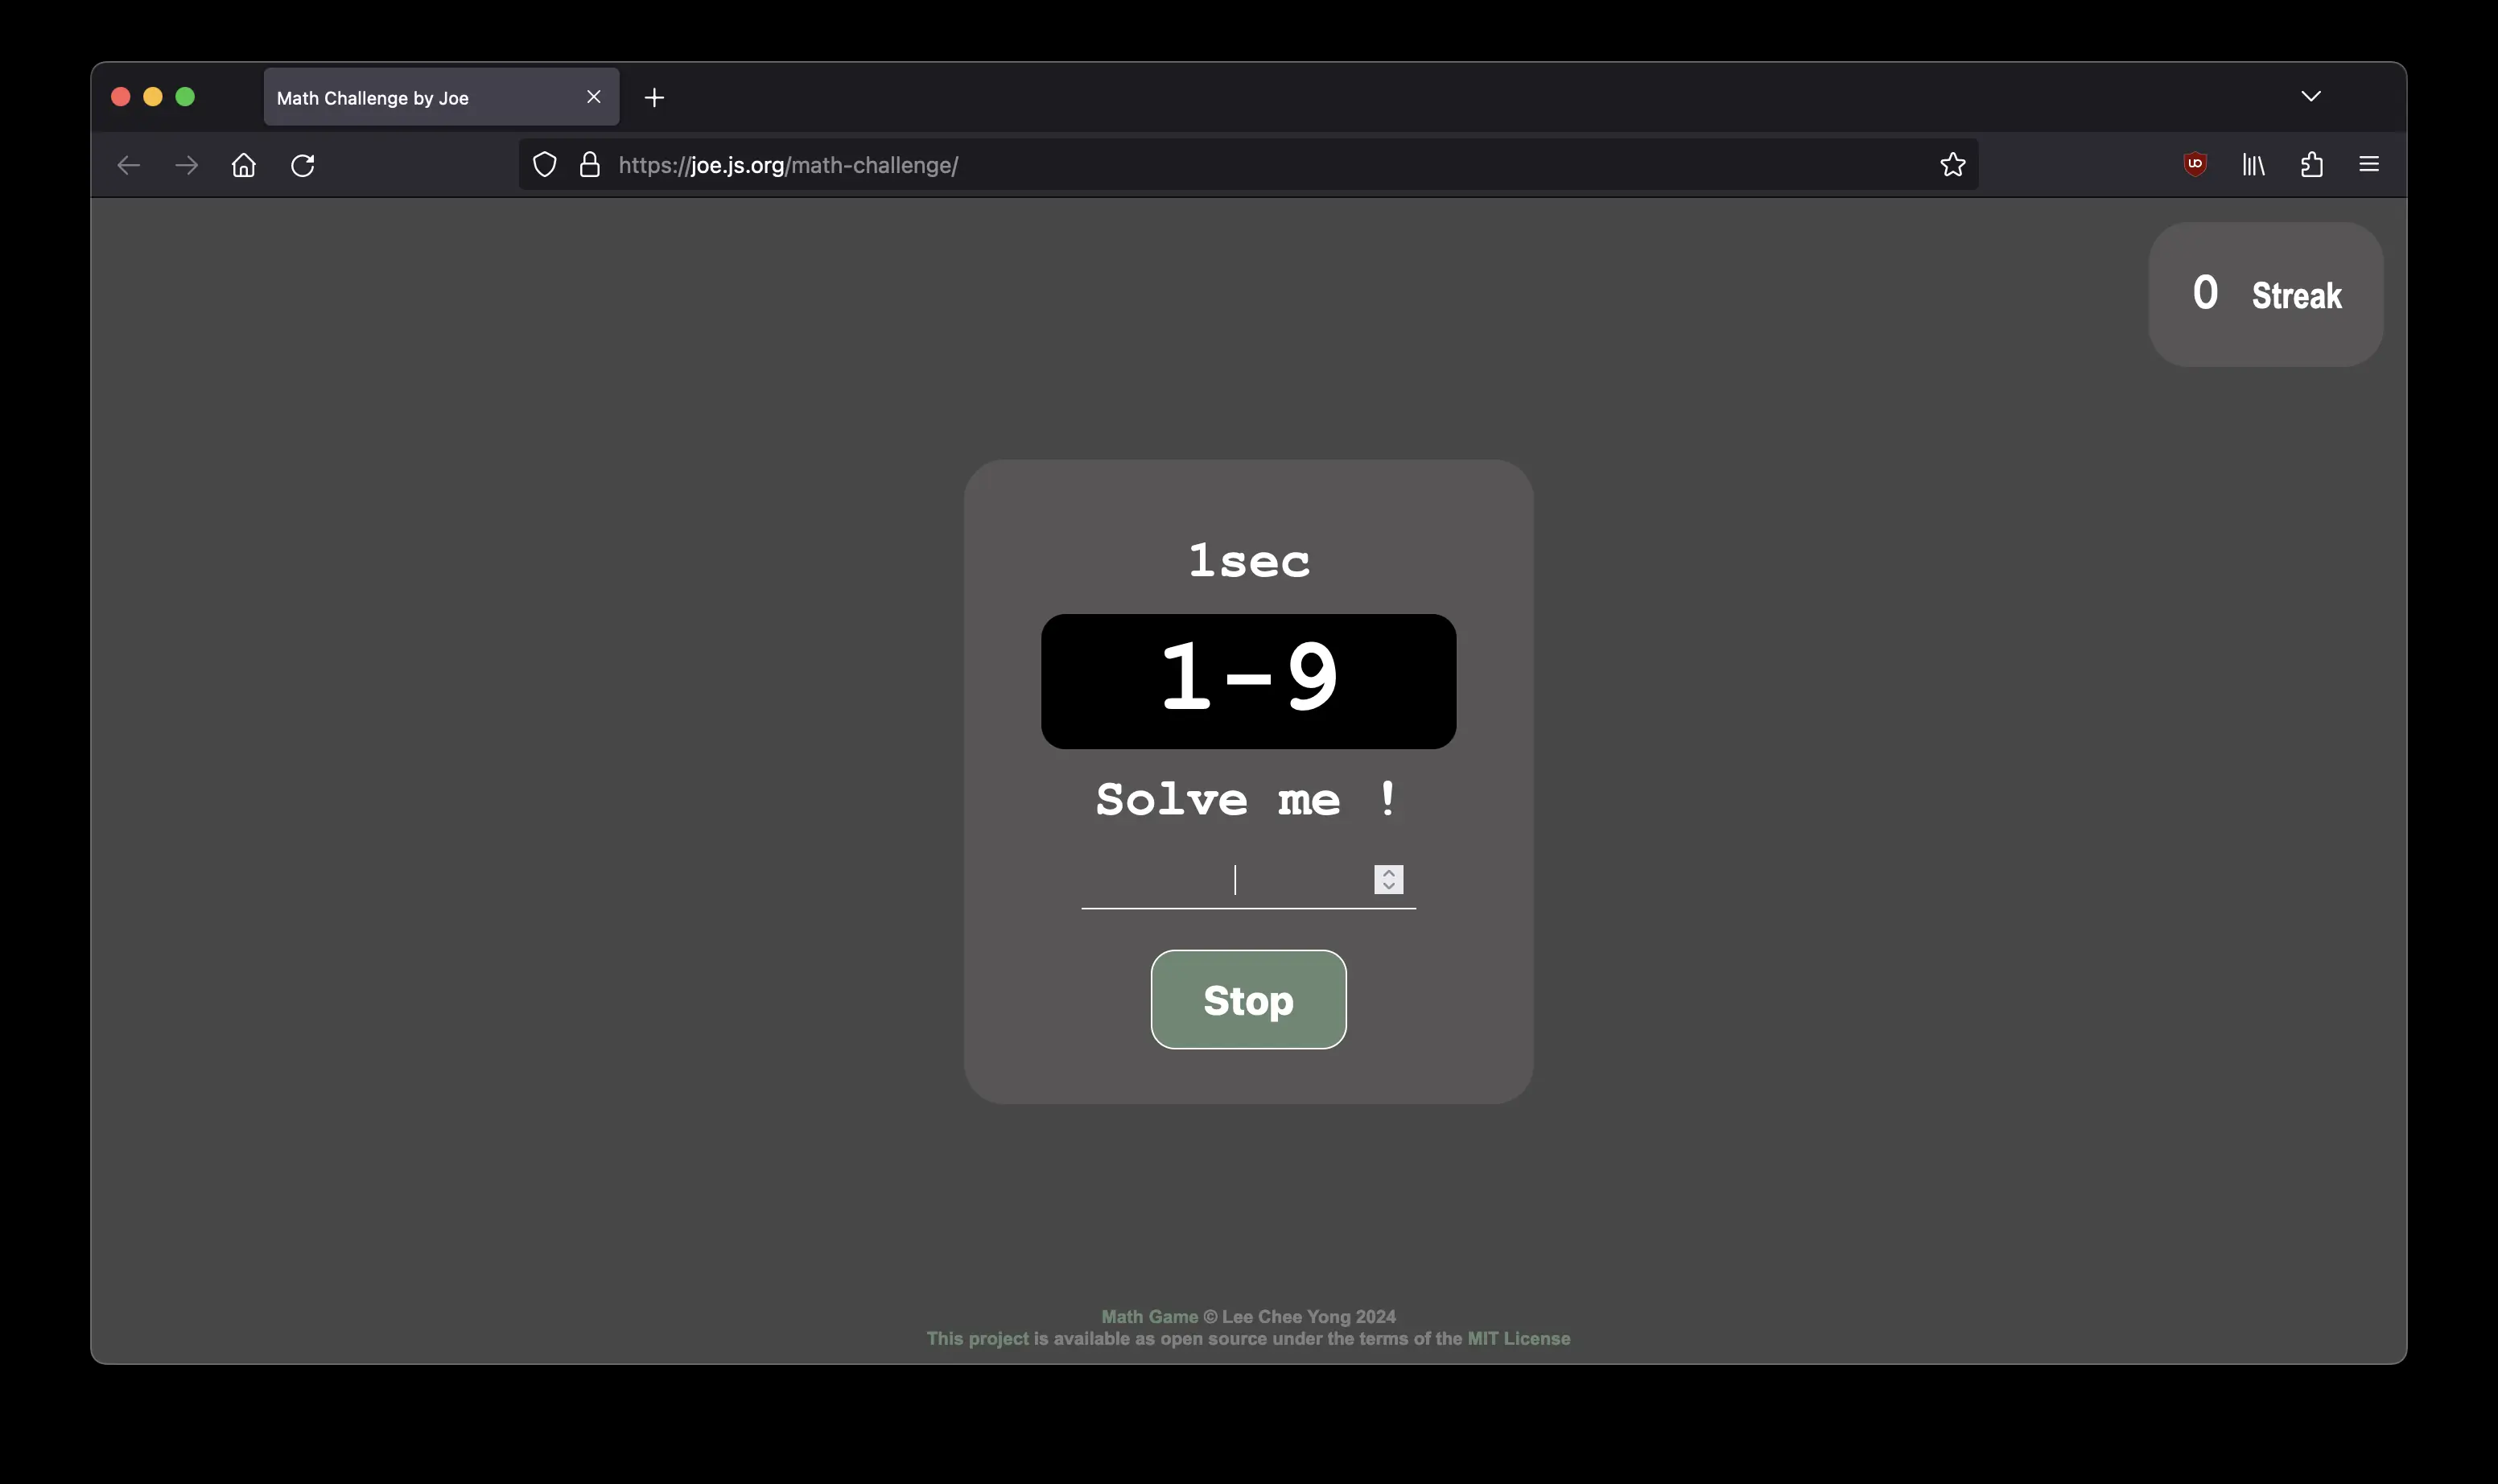 Math Challenge by Joe
https://joe.js.org/math-challenge/
0 Streak
1sec
1-9
Solve me !
Stop
Math Game © Lee Chee Yong 2024
This project is available as open source under the terms of the MIT License